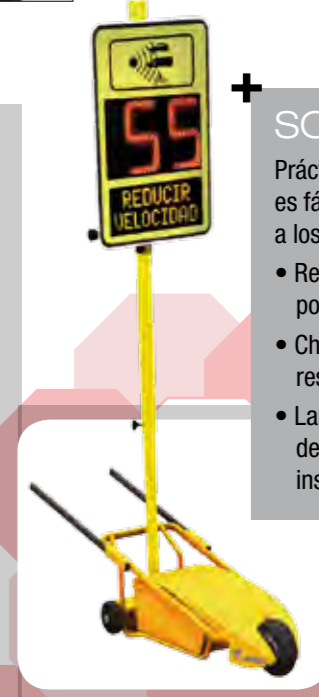 55
REDUCIR
VELOCIDAD
+
SO
Práct
es fá
a los
• Re
po
• Ch
res
• La
de
ins